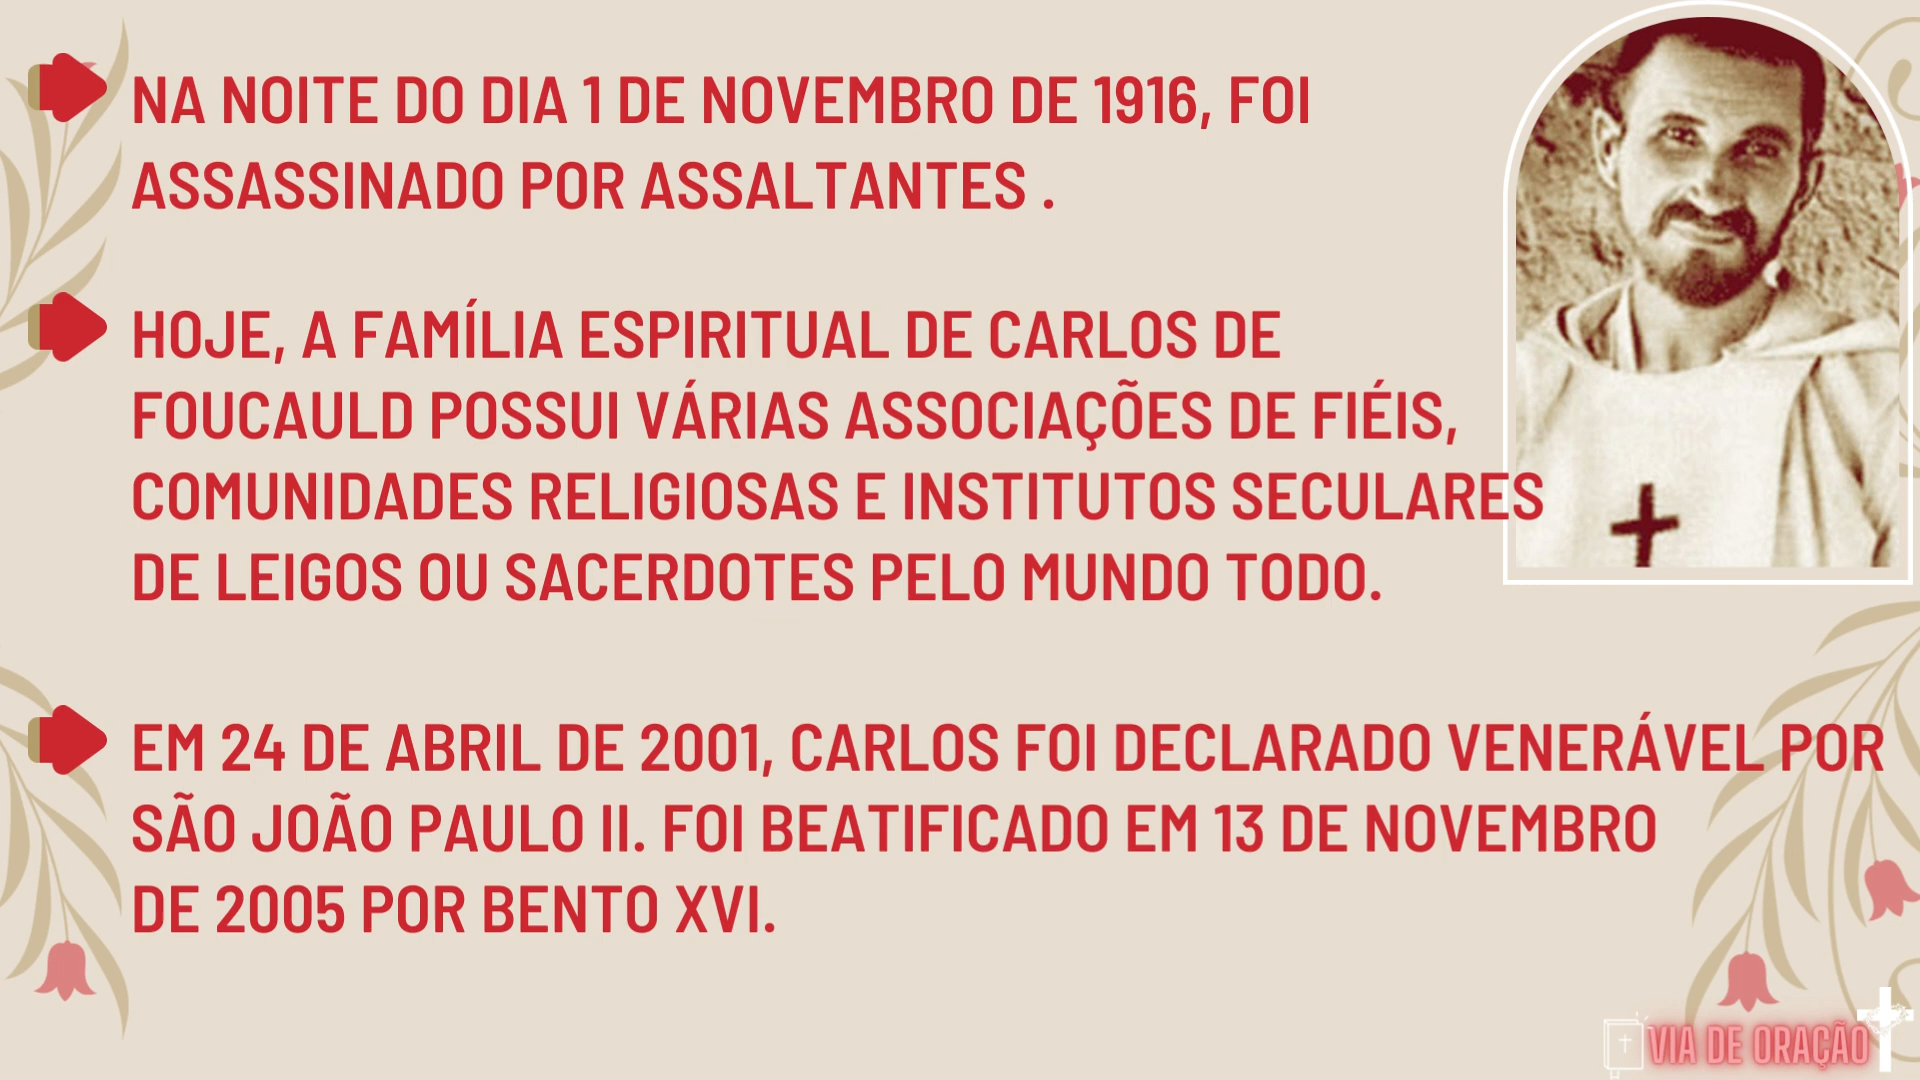 NA NOITE DO DIA 1 DE NOVEMBRO DE 1916, FOI
ASSASSINADO POR ASSALTANTES .
HOJE, A FAMÍLIA ESPIRITUAL DE CARLOS DE
FOUCAULD POSSUI VÁRIAS ASSOCIAÇÕES DE FIÉIS,
COMUNIDADES RELIGIOSAS E INSTITUTOS SECULARES
DE LEIGOS OU SACERDOTES PELO MUNDO TODO.
EM 24 DE ABRIL DE 2001, CARLOS FOI DECLARADO VENERÁVEL POR
SÃO JOÃO PAULO II. FOI BEATIFICADO EM 13 DE NOVEMBRO
DE 2005 POR BENTO XVI.
VIA DE ORAÇÃO